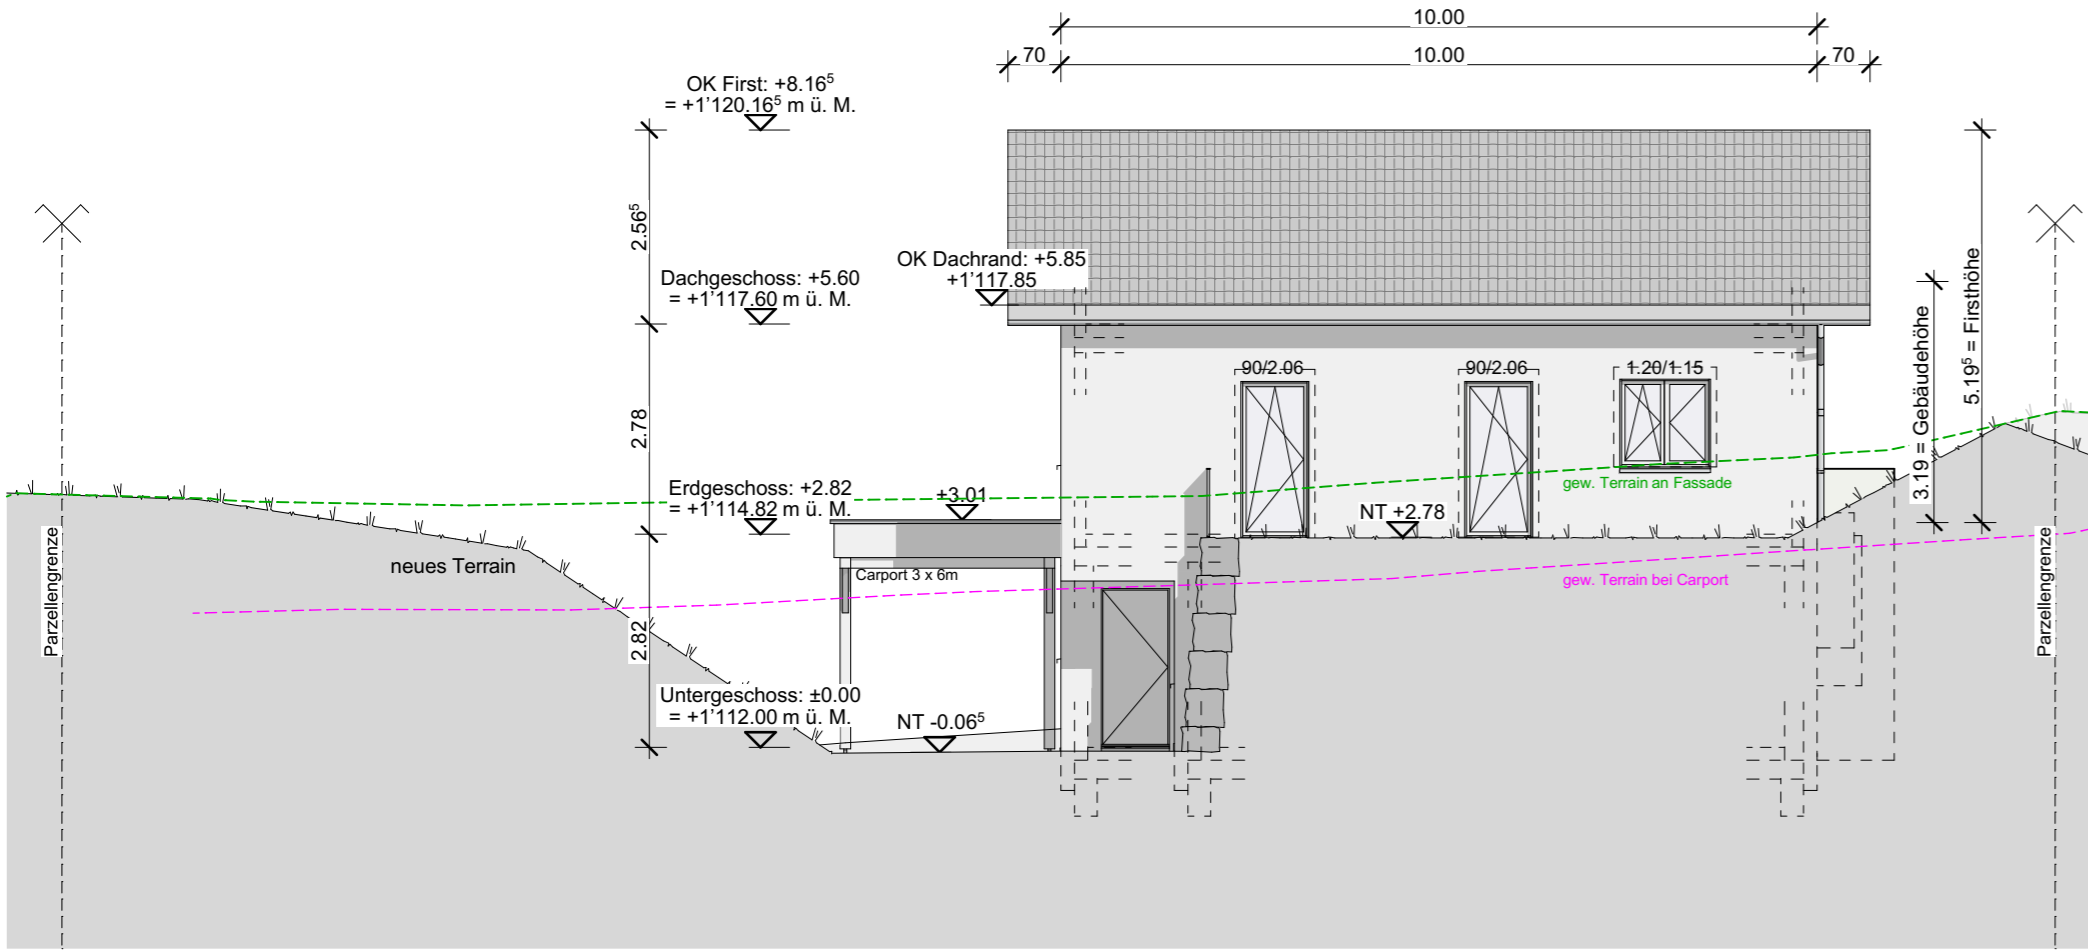 10.00
70
10.00
70
OK First: +8.16⁵
= +1'120.16⁵ m ü. M.
2.56⁵
OK Dachrand: +5.85
+1'117.85
Dachgeschoss: +5.60
= +1'117.60 m ü. M.
3.19 = Gebäudehöhe
5.19⁵ = Firsthöhe
90/2.06
90/2.06
1.20/1.15
2.78
Erdgeschoss: +2.82
= +1'114.82 m ü. M.
+3.01
NT +2.78
gew. Terrain an Fassade
Parzellengrenze
neues Terrain
Carport 3 x 6m
gew. Terrain bei Carport
Parzellengrenze
2.82
Untergeschoss: ±0.00
= +1'112.00 m ü. M.
NT -0.06⁵